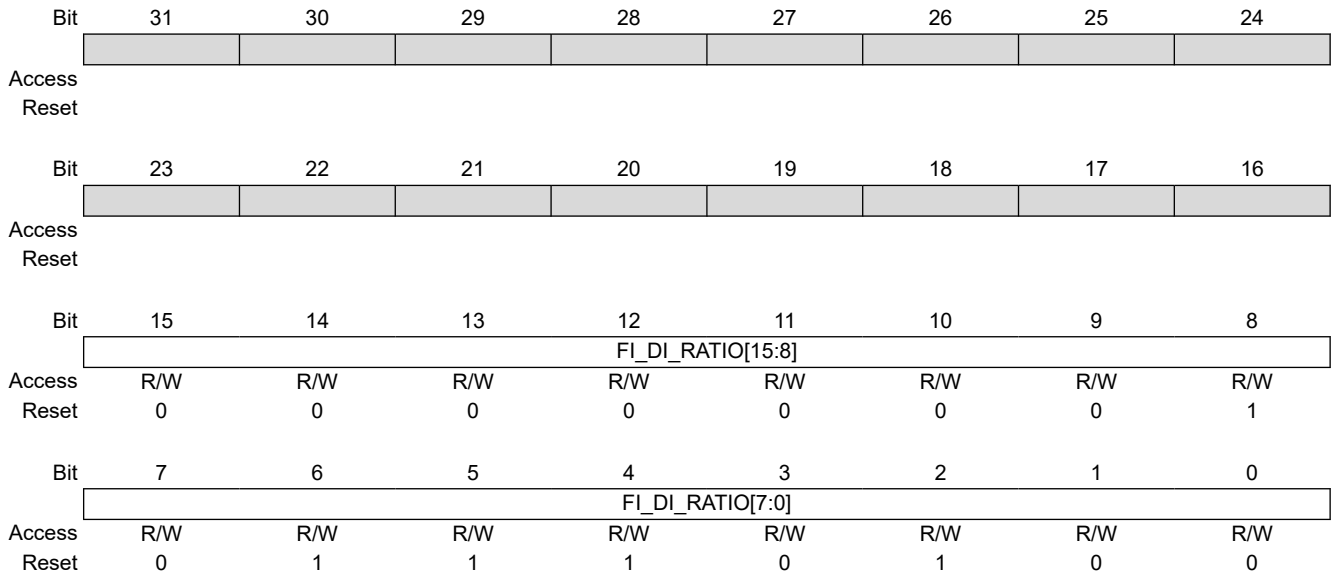 Bit 31 30 29 28 27 26 25 24
Access
Reset
Bit 23 22 21 20 19 18 17 16
Access
Reset
Bit 15 14 13 12 11 10 9 8
FI_DI_RATIO[15:8]
Access R/W R/W R/W R/W R/W R/W R/W R/W
Reset 0 0 0 0 0 0 0 1
Bit 7 6 5 4 3 2 1 0
FI_DI_RATIO[7:0]
Access R/W R/W R/W R/W R/W R/W R/W R/W
Reset 0 1 1 1 0 1 0 0